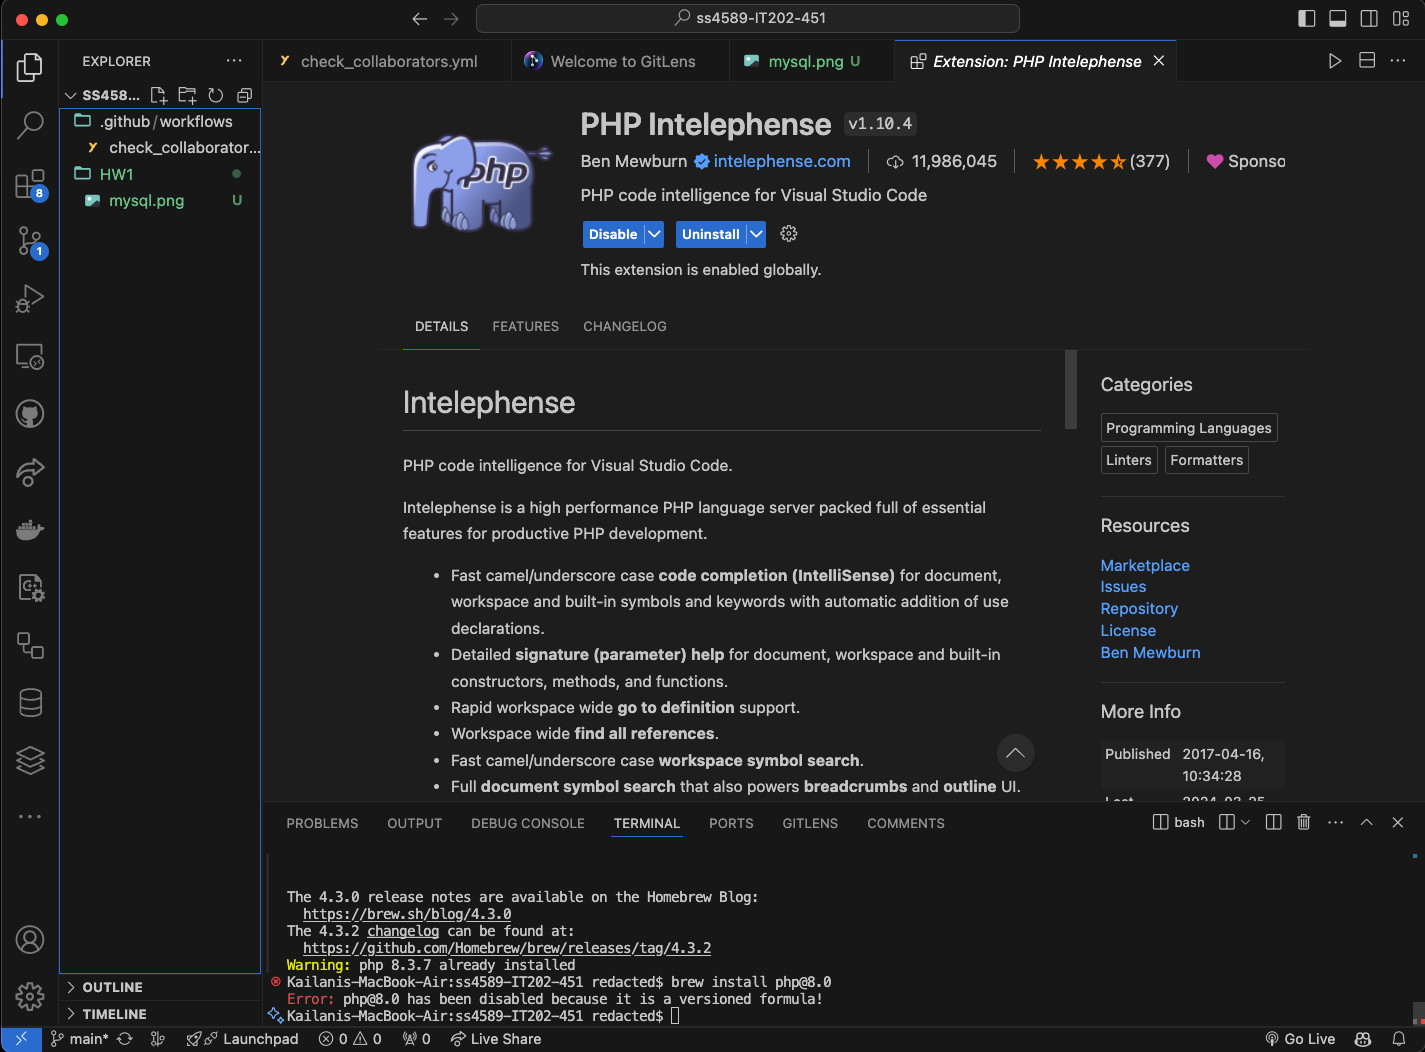 ss4589-IT202-451
EXPLORER
check_collaborators.yml
Welcome to GitLens
mysql.png U
Extension: PHP Intelephense
SS458...
.github/workflows
check_collaborator...
HW1
mysql.png U
8
1
php
PHP Intelephense v1.10.4
Ben Mewburn intelephense.com 11,986,045 (377) Sponso
PHP code intelligence for Visual Studio Code
Disable Uninstall
This extension is enabled globally.
DETAILS FEATURES CHANGELOG
Intelephense
PHP code intelligence for Visual Studio Code.
Intelephense is a high performance PHP language server packed full of essential
features for productive PHP development.
• Fast camel/underscore case code completion (IntelliSense) for document,
workspace and built-in symbols and keywords with automatic addition of use
declarations.
• Detailed signature (parameter) help for document, workspace and built-in
constructors, methods, and functions.
• Rapid workspace wide go to definition support.
• Workspace wide find all references.
• Fast camel/underscore case workspace symbol search.
• Full document symbol search that also powers breadcrumbs and outline UI.
Categories
Programming Languages
Linters Formatters
Resources
Marketplace
Issues
Repository
License
Ben Mewburn
More Info
Published 2017-04-16,
10:34:28
Last 2024-03-25,
PROBLEMS OUTPUT DEBUG CONSOLE TERMINAL PORTS GITLENS COMMENTS
bash
The 4.3.0 release notes are available on the Homebrew Blog:
https://brew.sh/blog/4.3.0
The 4.3.2 changelog can be found at:
https://github.com/Homebrew/brew/releases/tag/4.3.2
Warning: php 8.3.7 already installed
Kailanis-MacBook-Air:ss4589-IT202-451 redacted$ brew install php@8.0
Error: php@8.0 has been disabled because it is a versioned formula!
Kailanis-MacBook-Air:ss4589-IT202-451 redacted$
OUTLINE
TIMELINE
main* Launchpad 0 0 0 Live Share Go Live